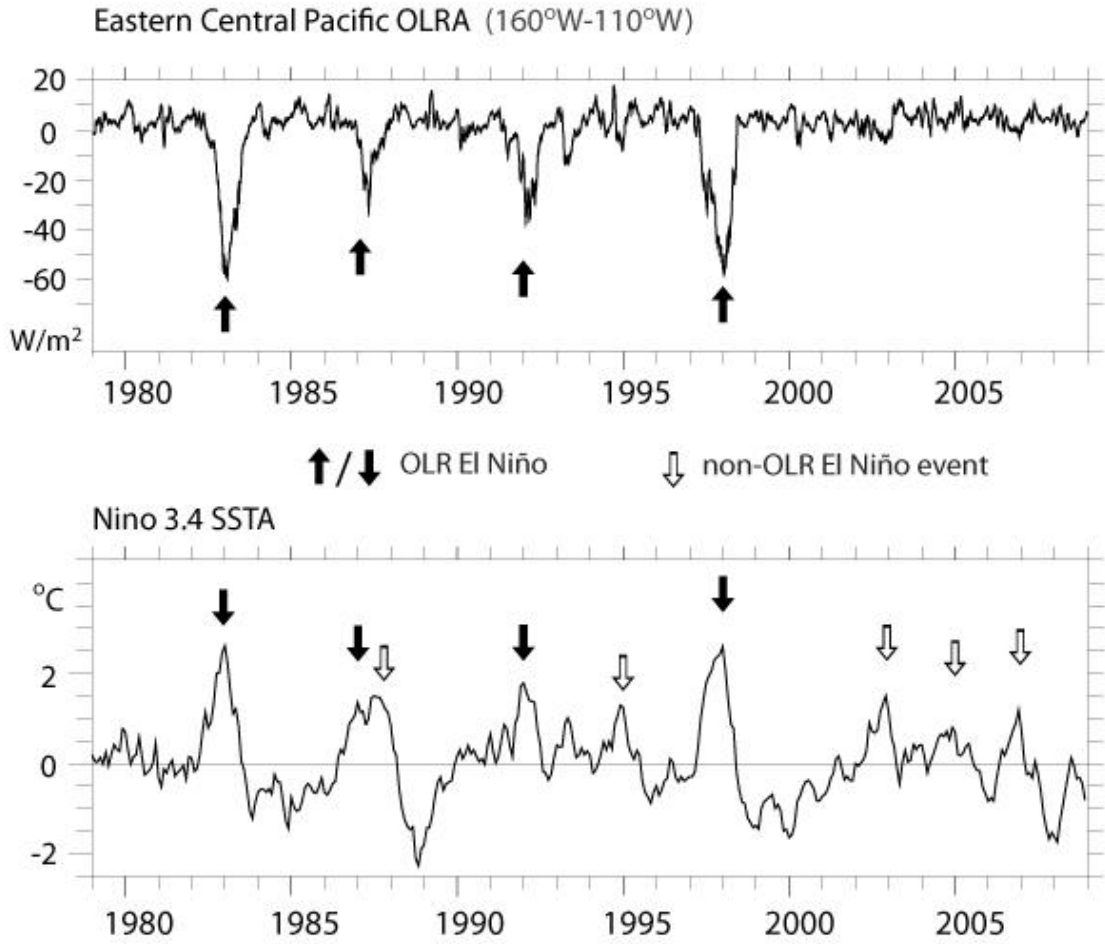 Eastern Central Pacific OLRA (160°W-110°W)
20
0
-20
-40
-60
W/m²
1980 1985 1990 1995 2000 2005
/ OLR El Niño non-OLR El Niño event
Nino 3.4 SSTA
°C
2
0
-2
1980 1985 1990 1995 2000 2005